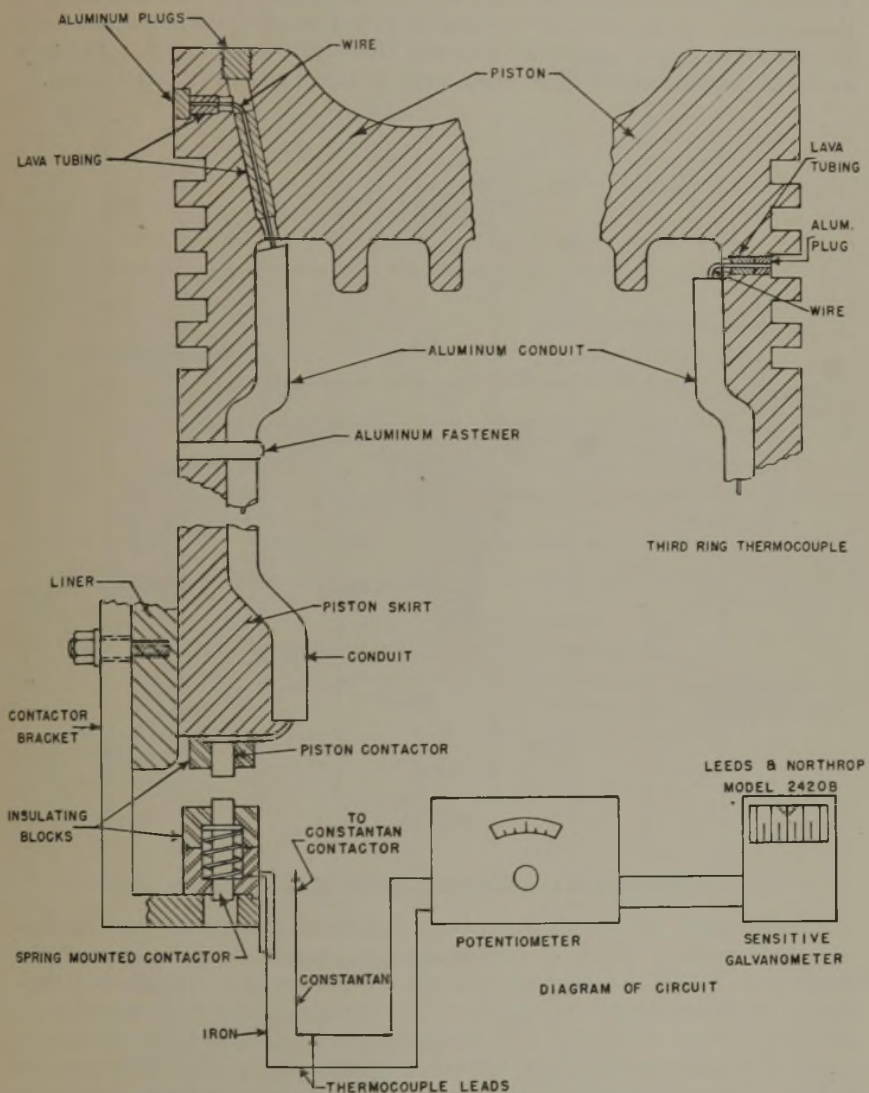 ALUMINUM PLUGS
WIRE
PISTON
LAVA TUBING
LAVA
TUBING
ALUM.
PLUG
WIRE
ALUMINUM CONDUIT
ALUMINUM FASTENER
THIRD RING THERMOCOUPLE
LINER
PISTON SKIRT
CONDUIT
CONTACTOR
BRACKET
PISTON CONTACTOR
LEEDS & NORTHROP
MODEL 2420B
INSULATING
BLOCKS
TO
CONSTANTAN
CONTACTOR
SPRING MOUNTED CONTACTOR
POTENTIOMETER
SENSITIVE
GALVANOMETER
CONSTANTAN
DIAGRAM OF CIRCUIT
IRON
THERMOCOUPLE LEADS